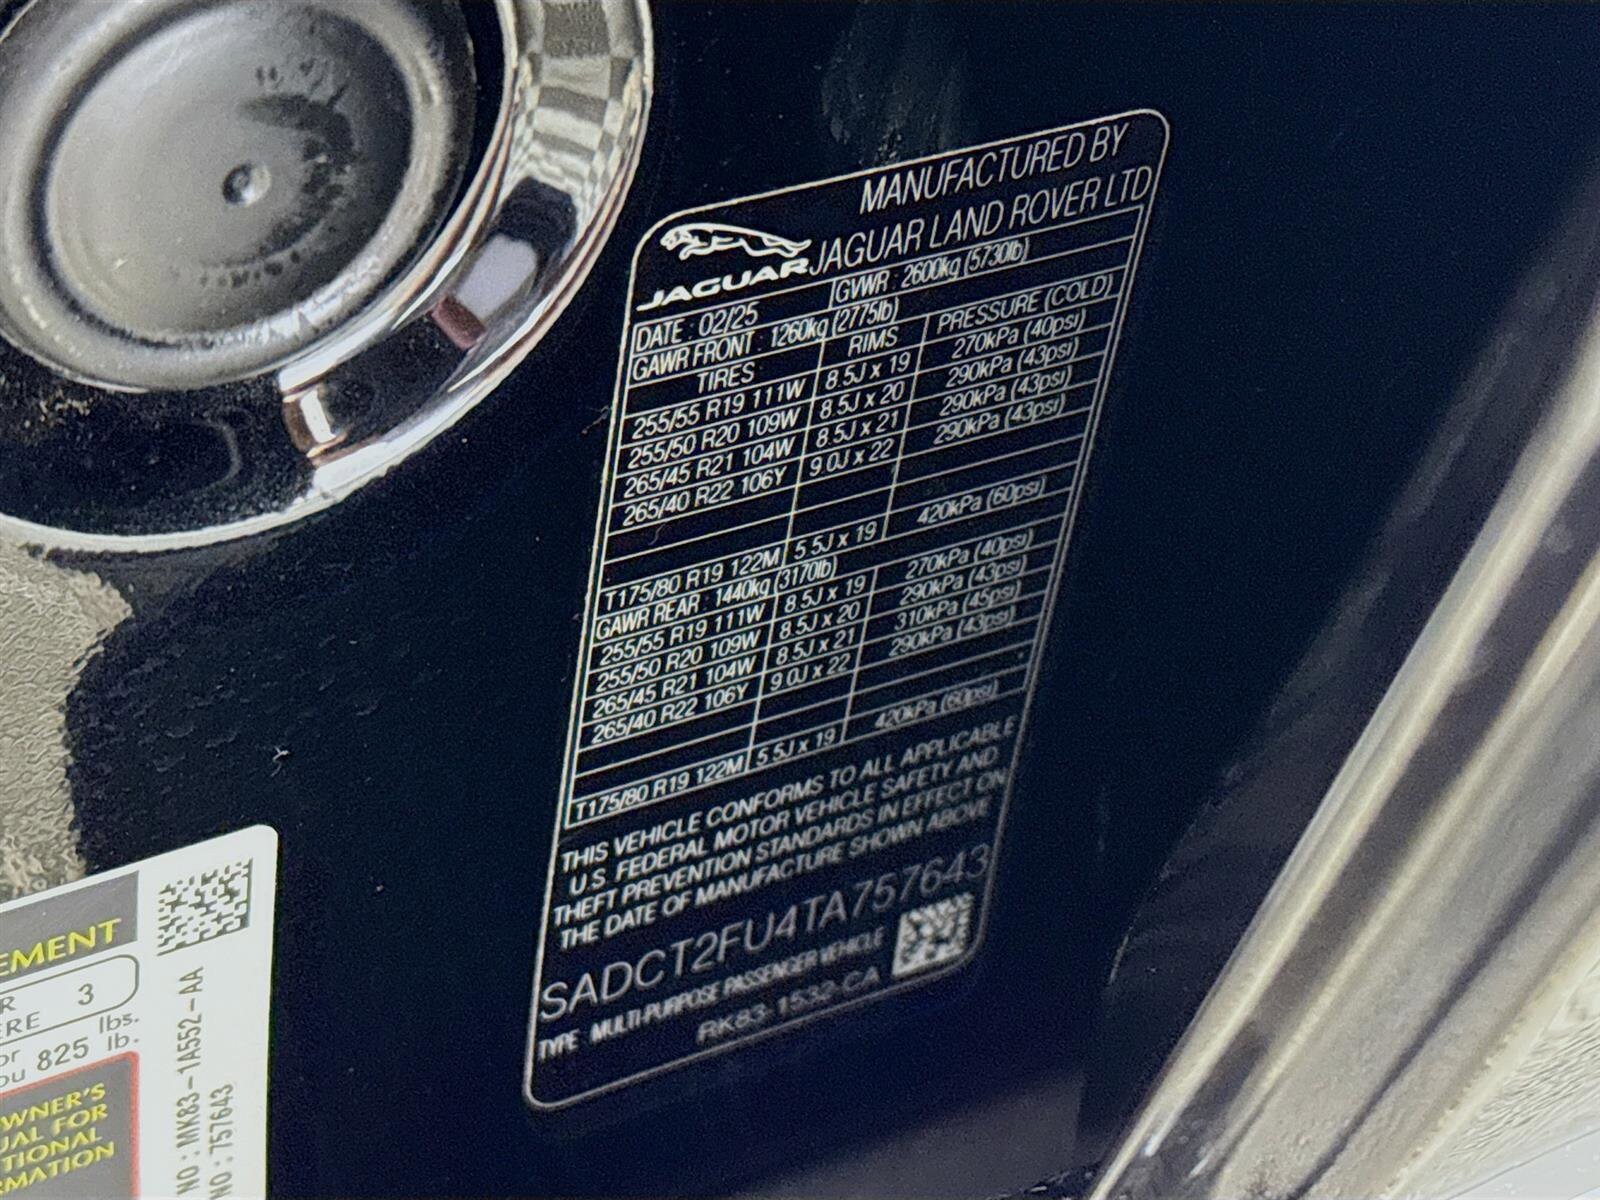 MANUFACTURED BY
JAGUAR JAGUAR LAND ROVER LTD
DATE : 02/25 GVWR : 2600kg (5730lb)
GAWR FRONT : 1260kg (2775lb)
TIRES RIMS PRESSURE (COLD)
255/55 R19 111W 8.5J x 19 270kPa (40psi)
255/50 R20 109W 8.5J x 20 290kPa (43psi)
265/45 R21 104W 8.5J x 21 290kPa (43psi)
265/40 R22 106Y 9.0J x 22 290kPa (43psi)
T175/80 R19 122M 5.5J x 19 420kPa (60psi)
GAWR REAR : 1440kg (3170lb)
255/55 R19 111W 8.5J x 19 270kPa (40psi)
255/50 R20 109W 8.5J x 20 290kPa (43psi)
265/45 R21 104W 8.5J x 21 310kPa (45psi)
265/40 R22 106Y 9.0J x 22 290kPa (43psi)
T175/80 R19 122M 5.5J x 19 420kPa (60psi)
THIS VEHICLE CONFORMS TO ALL APPLICABLE
U.S. FEDERAL MOTOR VEHICLE SAFETY AND
THEFT PREVENTION STANDARDS IN EFFECT ON
THE DATE OF MANUFACTURE SHOWN ABOVE
SADCT2FU4TA757643
TYPE MULTI-PURPOSE PASSENGER VEHICLE
RK83-1532-CA
EMENT
R 3
ERE
or 825 lbs.
ou lb.
WNER'S
UAL FOR
TIONAL
RMATION
NO : MK83-1A552-AA
NO : 757643